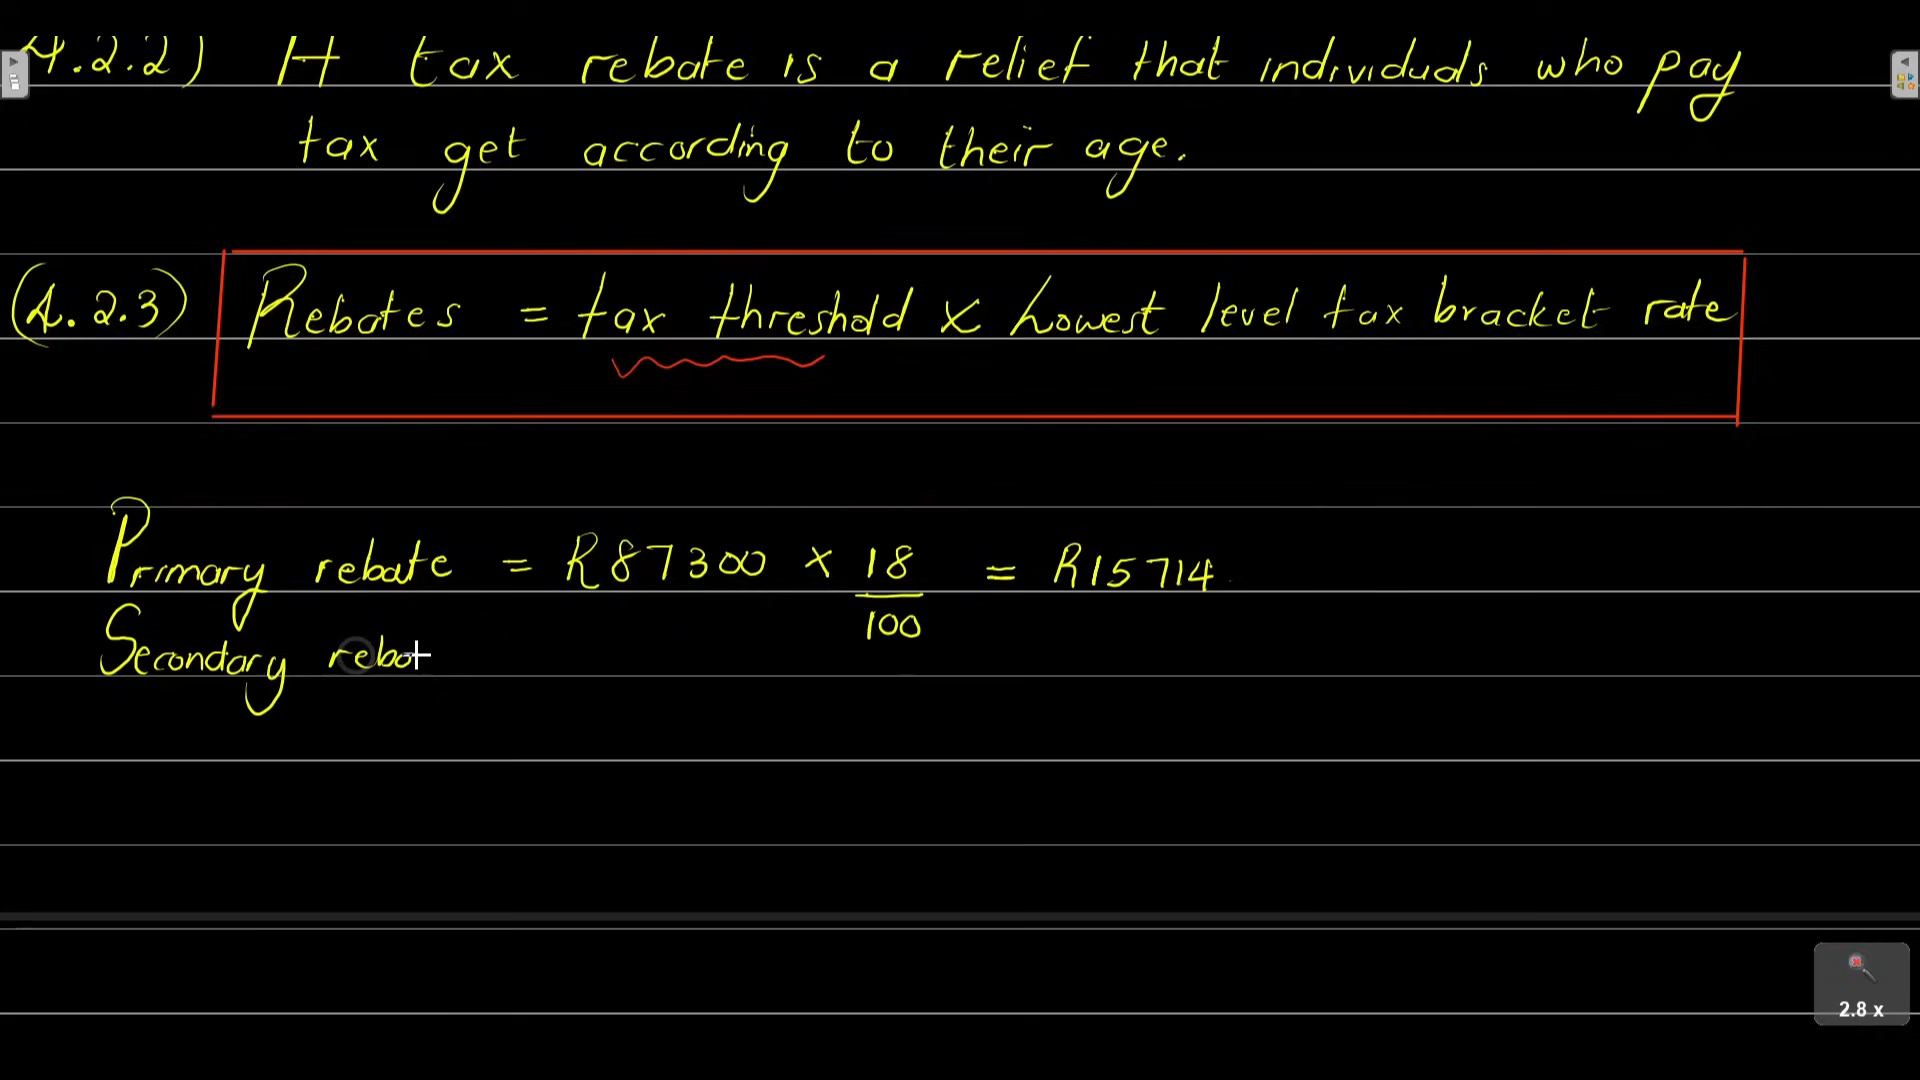 4.2.2) A tax rebate is a relief that individuals who pay
tax get according to their age.
(4.2.3) Rebates = tax threshold x Lowest level tax bracket rate
Primary rebate = R87300 x 18/100 = R15714
Secondary rebat
2.8 x